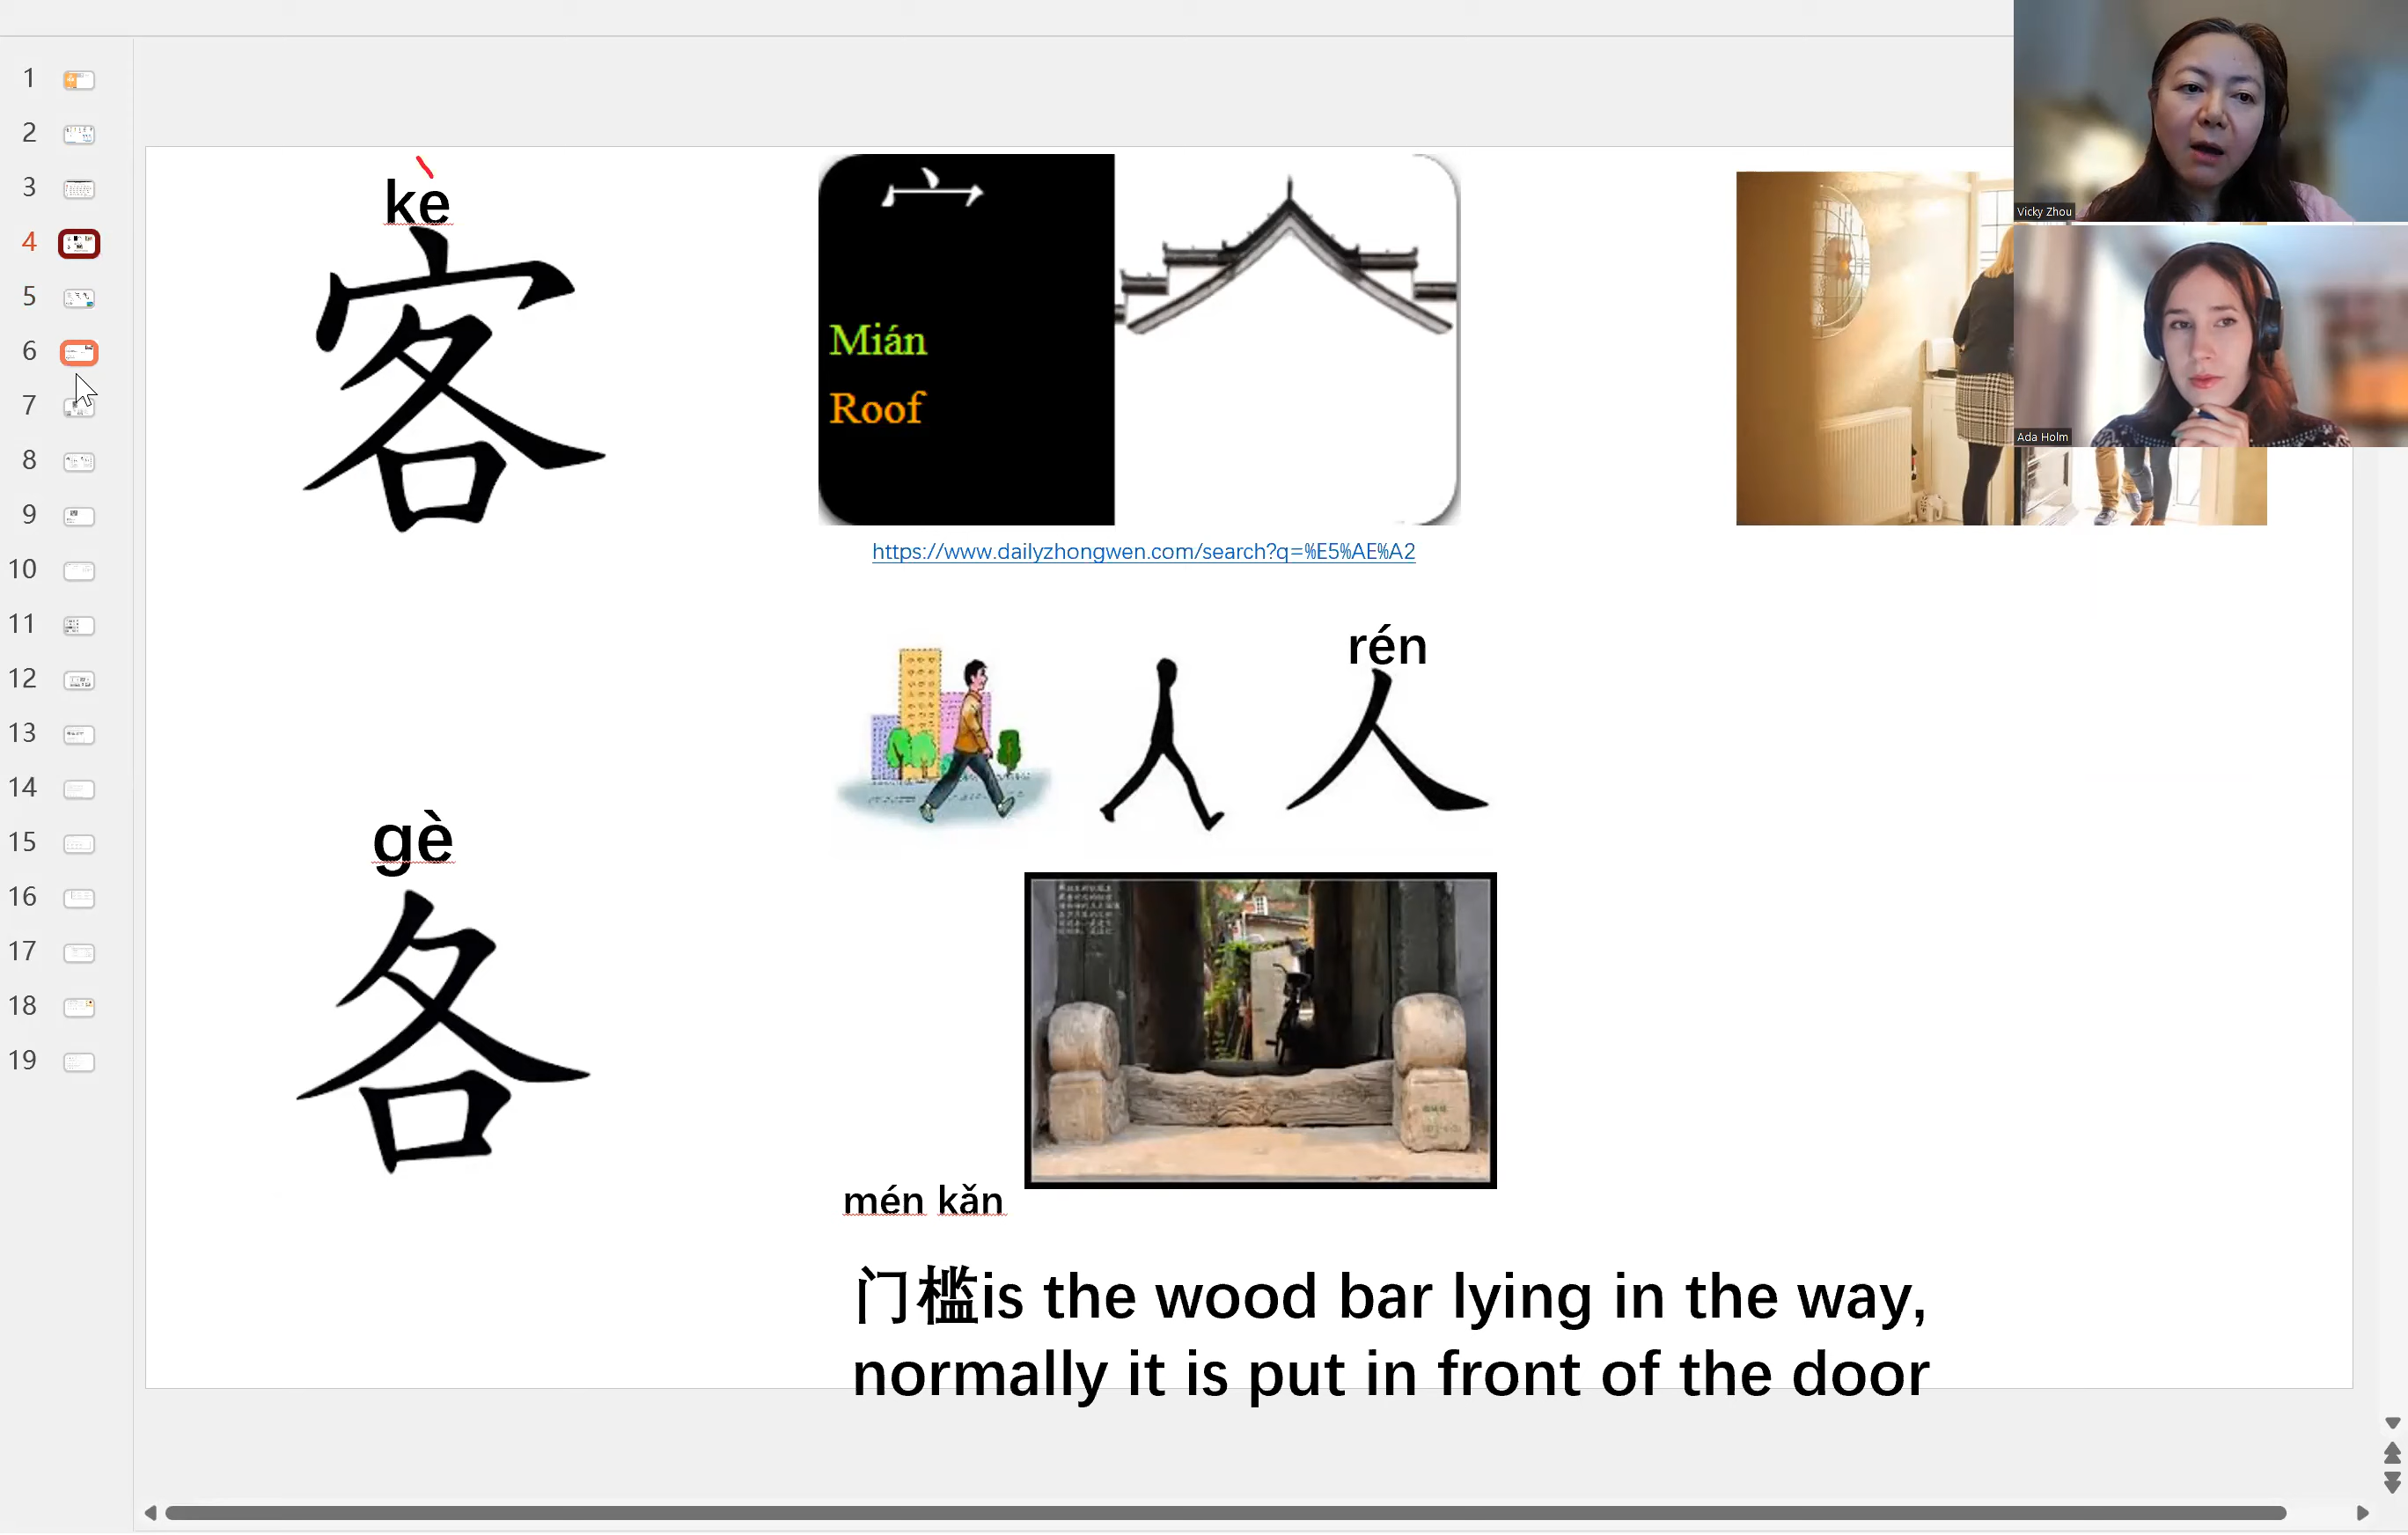 1
2
3
4
5
6
7
8
9
10
11
12
13
14
15
16
17
18
19
kè
客
宀
Mián
Roof
https://www.dailyzhongwen.com/search?q=%E5%AE%A2
Vicky Zhou
Ada Holm
rén
人
gè
各
mén kǎn
门槛is the wood bar lying in the way,
normally it is put in front of the door